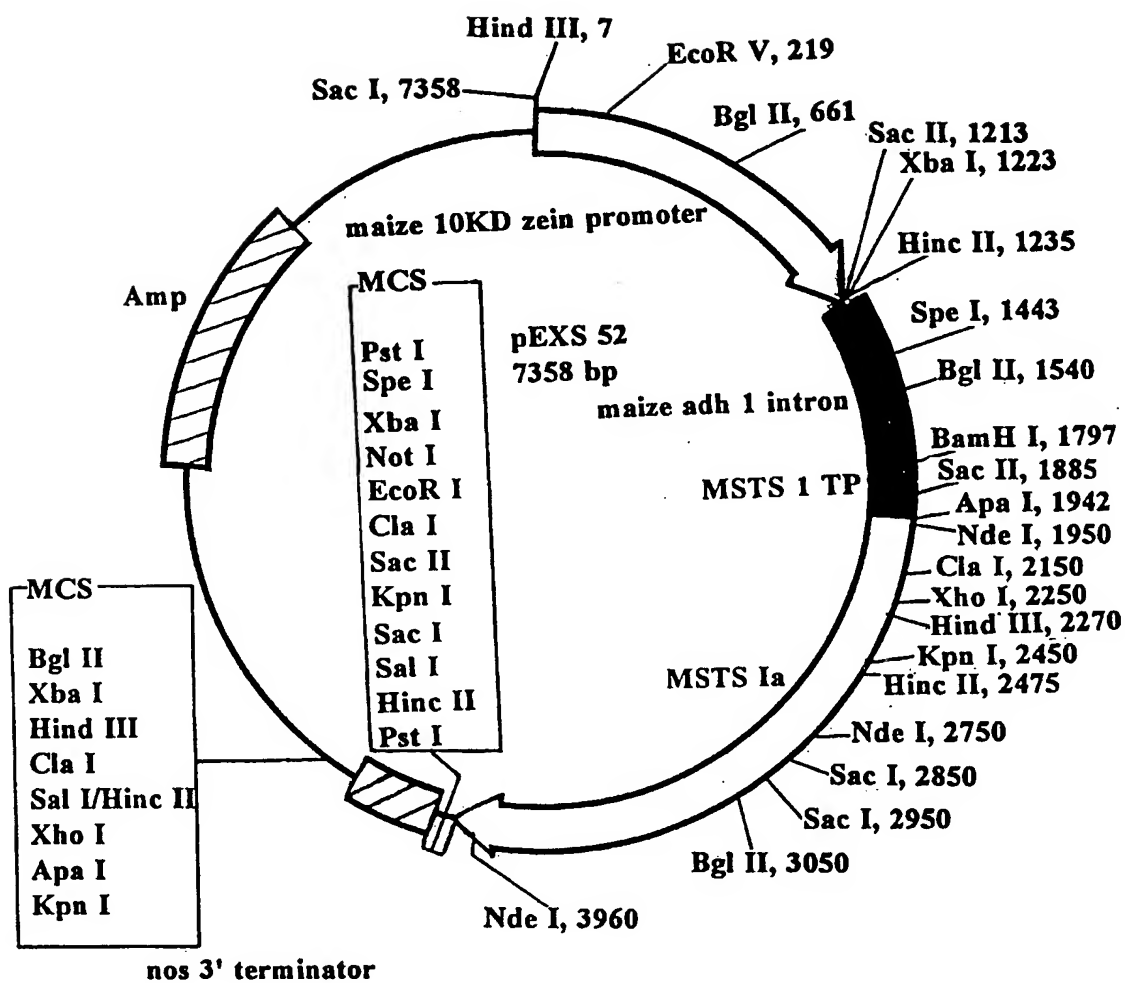 Hind III, 7
Sac I, 7358
EcoR V, 219
Bgl II, 661
Sac II, 1213
Xba I, 1223
Hinc II, 1235
Spe I, 1443
Bgl II, 1540
BamH I, 1797
Sac II, 1885
Apa I, 1942
Nde I, 1950
Cla I, 2150
Xho I, 2250
Hind III, 2270
Kpn I, 2450
Hinc II, 2475
Nde I, 2750
Sac I, 2850
Sac I, 2950
Bgl II, 3050
Nde I, 3960
maize 10KD zein promoter
maize adh 1 intron
MSTS 1 TP
MSTS Ia
Amp
pEXS 52
7358 bp
MCS
Pst I
Spe I
Xba I
Not I
EcoR I
Cla I
Sac II
Kpn I
Sac I
Sal I
Hinc II
Pst I
MCS
Bgl II
Xba I
Hind III
Cla I
Sal I/Hinc II
Xho I
Apa I
Kpn I
nos 3' terminator